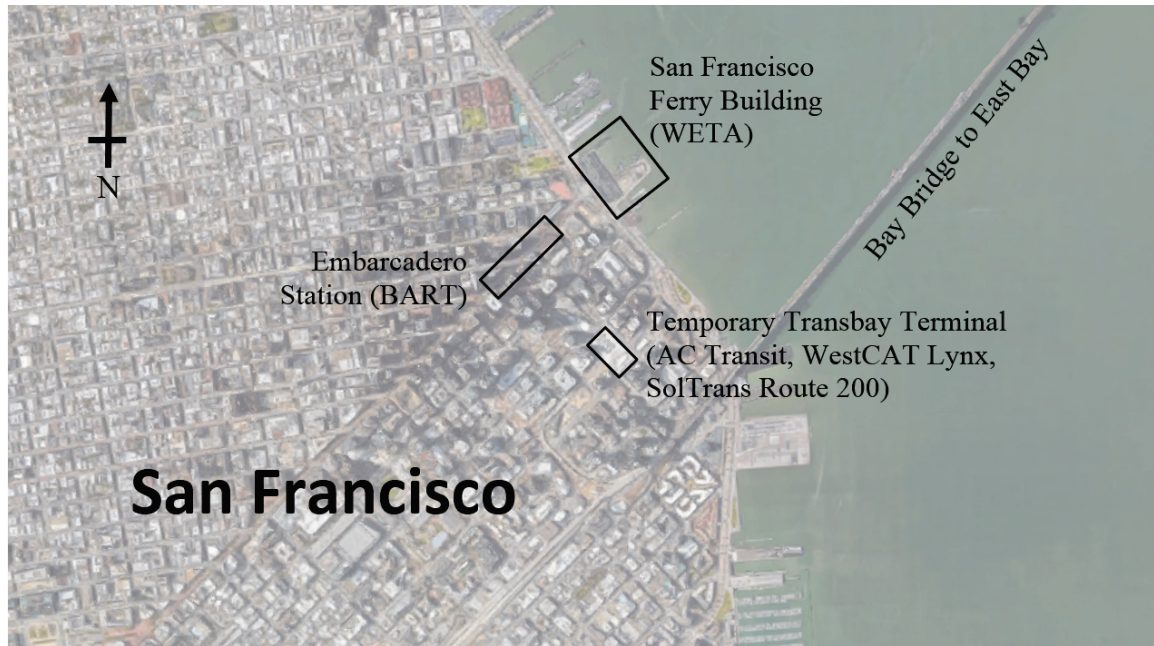 San Francisco
Ferry Building
(WETA)
Bay Bridge to East Bay
N
Embarcadero
Station (BART)
Temporary Transbay Terminal
(AC Transit, WestCAT Lynx,
SolTrans Route 200)
San Francisco